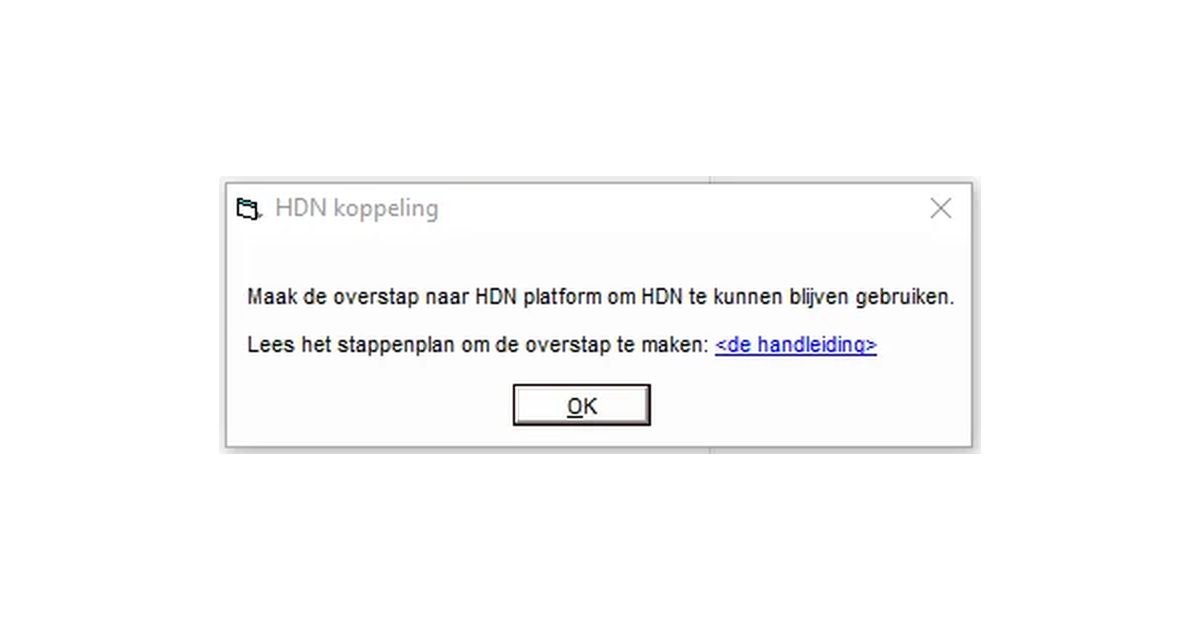 HDN koppeling
Maak de overstap naar HDN platform om HDN te kunnen blijven gebruiken.
Lees het stappenplan om de overstap te maken: <de handleiding>
OK